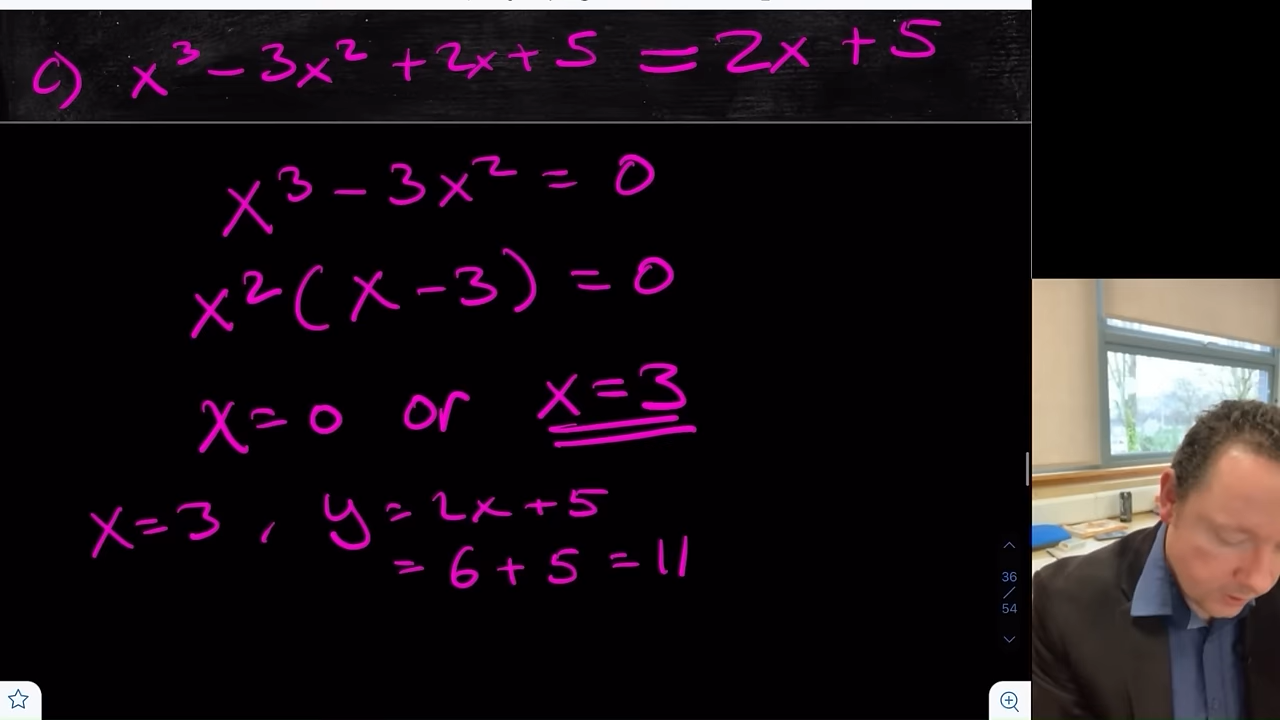 c) x³ - 3x² + 2x + 5 = 2x + 5
x³ - 3x² = 0
x²(x - 3) = 0
x = 0 or x = 3
x = 3, y = 2x + 5
= 6 + 5 = 11
36
/
54